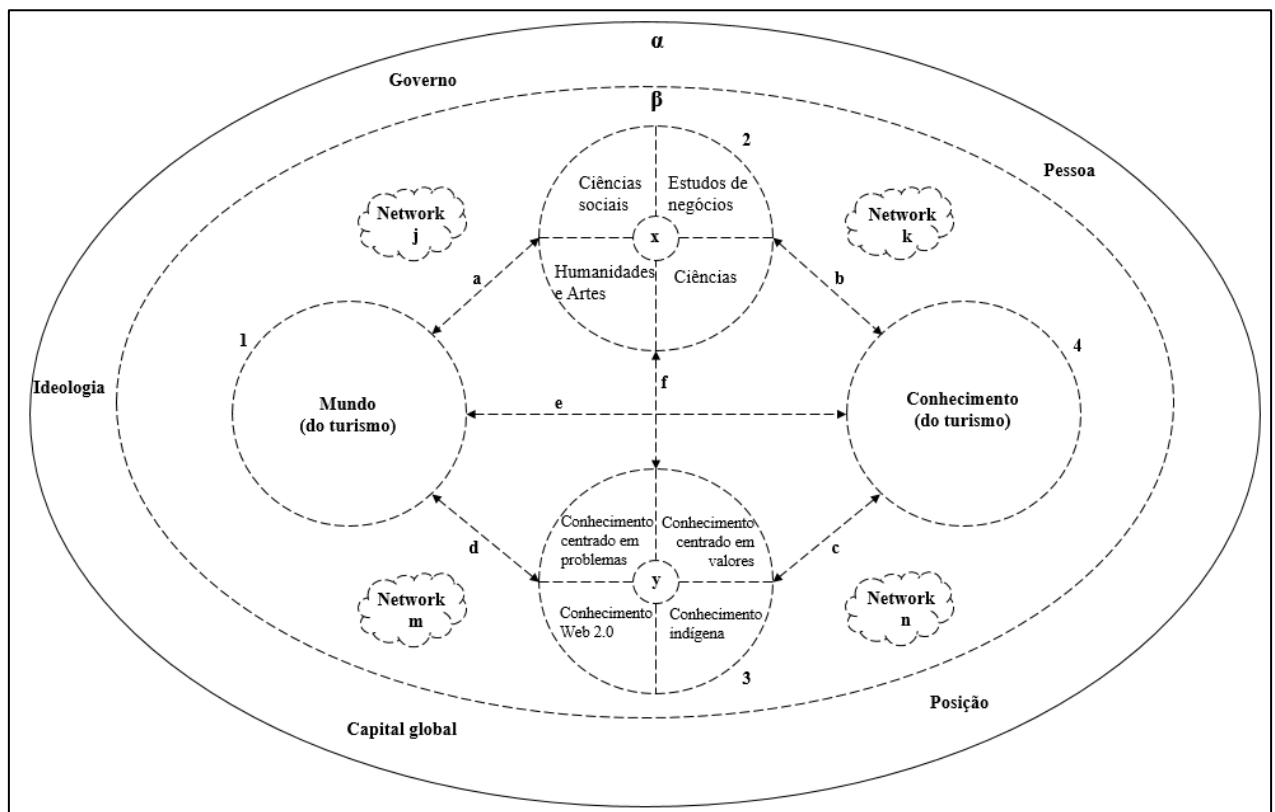 α
Governo
β
2
Pessoa
Ciências
sociais
Estudos de
negócios
Network
j
Network
k
x
a
Humanidades
e Artes
Ciências
b
1
4
f
Ideologia
e
Mundo
(do turismo)
Conhecimento
(do turismo)
Conhecimento
centrado em
problemas
Conhecimento
centrado em
valores
d
c
y
Network
m
Conhecimento
Web 2.0
Conhecimento
indígena
Network
n
3
Posição
Capital global